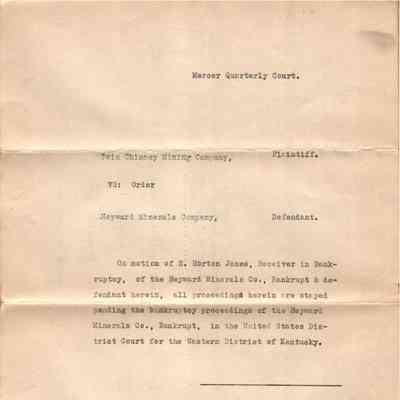 Mercer Quarterly Court.
Twin Chimney Mining Company, Plaintiff.
VS: Order
Heyward Minerals Company, Defendant.
On motion of E. Morton Jones, Receiver in Bank-
ruptcy, of the Heyward Minerals Co., Bankrupt & de-
fendant herein, all proceedings herein are stayed
pending the bankruptcy proceedings of the Heyward
Minerals Co., Bankrupt, in the United States Dis-
trict Court for the Western District of Kentucky.